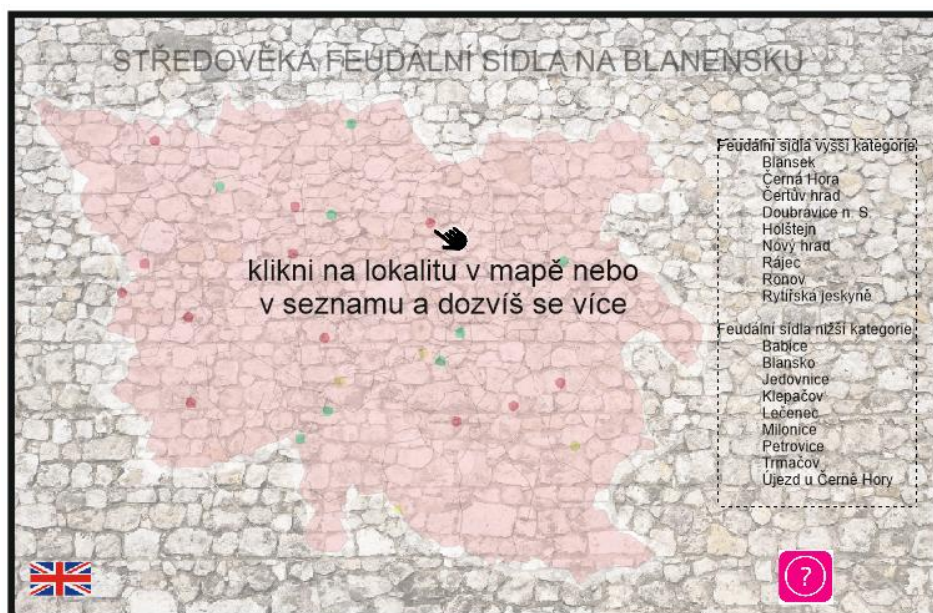 STŘEDOVĚKÁ FEUDÁLNÍ SÍDLA NA BLANENSKU
klikni na lokalitu v mapě nebo
v seznamu a dozvíš se více
Feudální sídla vyšší kategorie:
Blansek
Černá Hora
Čertův hrad
Doubravice n. S.
Holštejn
Nový hrad
Rájec
Ronov
Rytířská jeskyně
Feudální sídla nižší kategorie:
Babice
Blansko
Jedovnice
Klepačov
Lečenec
Milonice
Petrovice
Trmačov
Újezd u Černé Hory
?